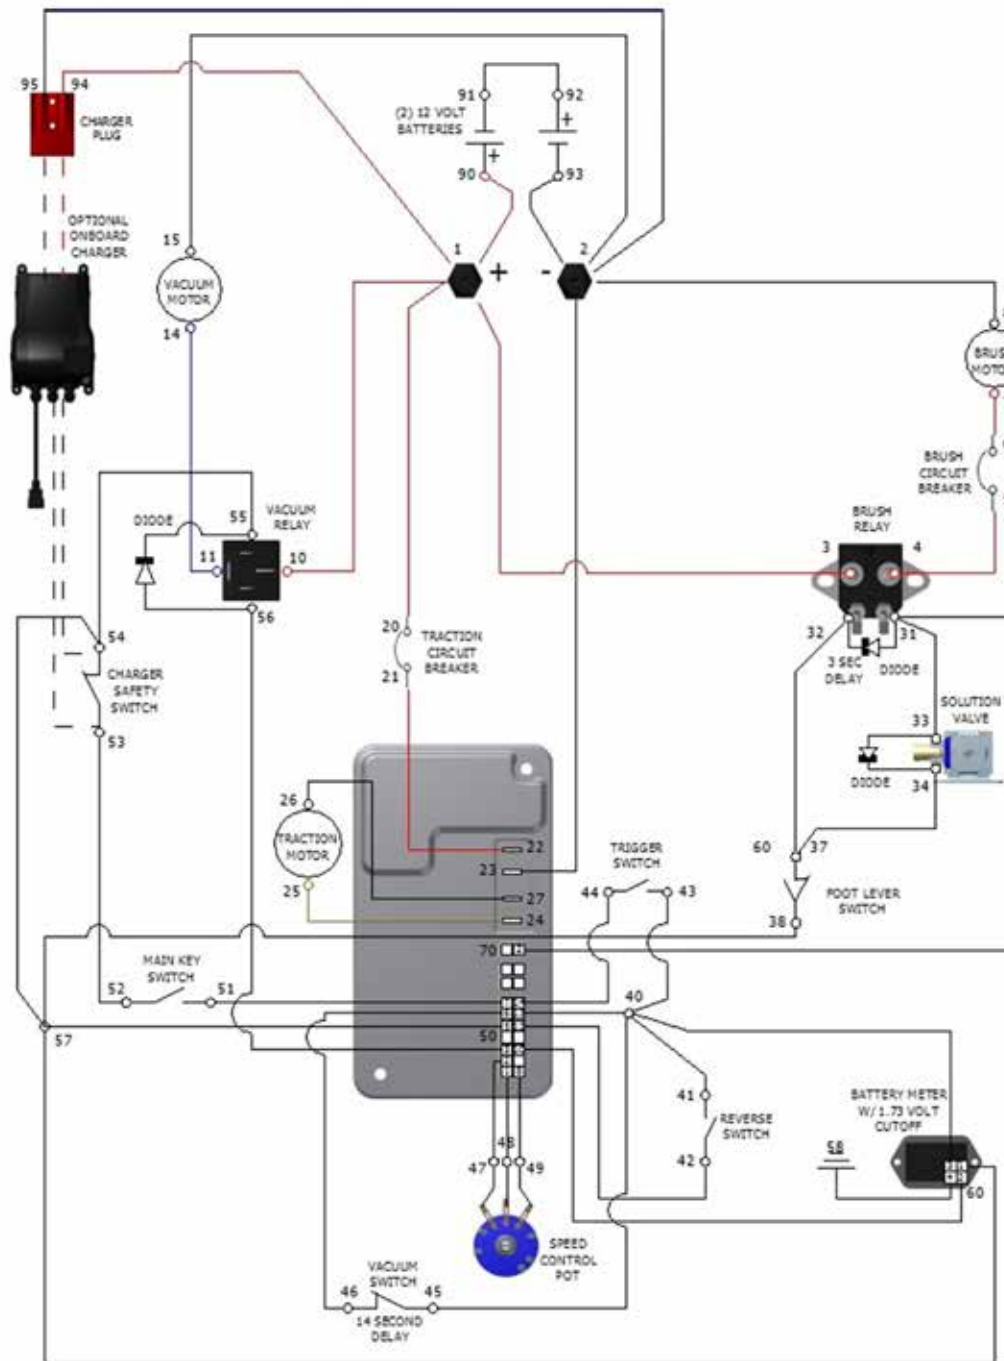 95
94
CHARGER
PLUG
OPTIONAL
ONBOARD
CHARGER
15
VACUUM
MOTOR
14
91
92
(2) 12 VOLT
BATTERIES
+
+
90
93
1
+
-
2
BRUSH
CIRCUIT
BREAKER
BRUSH
RELAY
3
4
32
31
3 SEC
DELAY
DIODE
SOLUTION
VALVE
33
34
DIODE
DIODE
55
VACUUM
RELAY
11
10
56
54
CHARGER
SAFETY
SWITCH
53
20
TRACTION
CIRCUIT
BREAKER
21
26
TRACTION
MOTOR
25
22
23
27
24
70
50
TRIGGER
SWITCH
44
43
60
37
FOOT LEVER
SWITCH
38
MAIN KEY
SWITCH
52
51
57
40
41
REVERSE
SWITCH
42
BATTERY METER
W/ 1.73 VOLT
CUTOFF
58
60
47
48
49
SPEED
CONTROL
POT
VACUUM
SWITCH
46
45
14 SECOND
DELAY